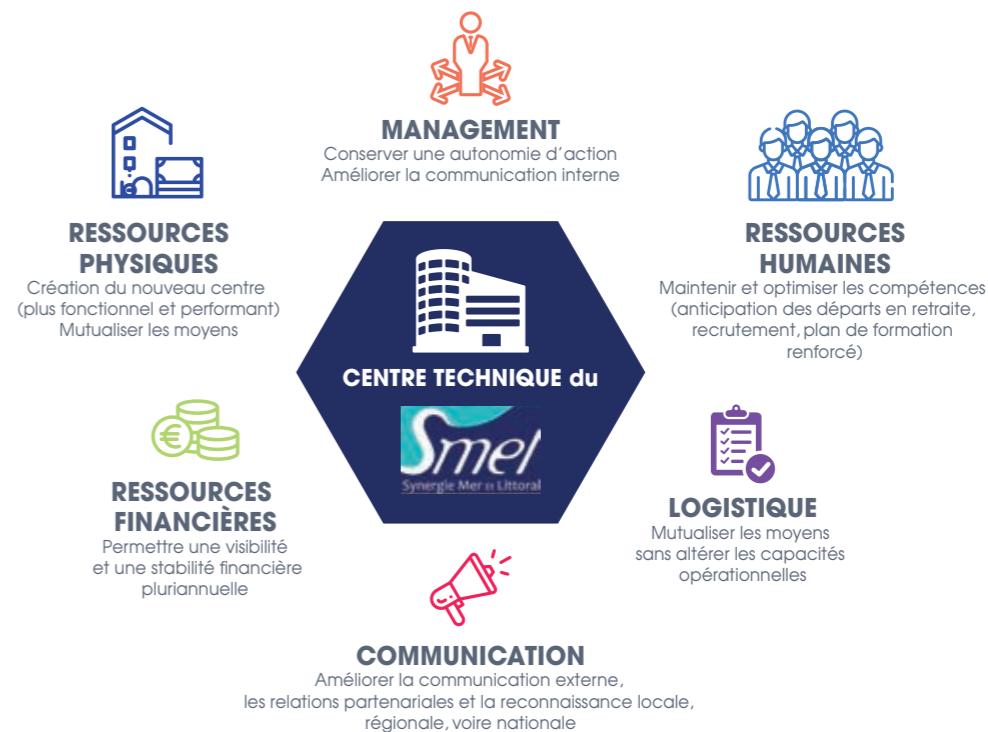 MANAGEMENT
Conserver une autonomie d'action
Améliorer la communication interne
RESSOURCES
PHYSIQUES
Création du nouveau centre
(plus fonctionnel et performant)
Mutualiser les moyens
RESSOURCES
HUMAINES
Maintenir et optimiser les compétences
(anticipation des départs en retraite,
recrutement, plan de formation
renforcé)
CENTRE TECHNIQUE du
Smel
Synergie Mer et Littoral
€
RESSOURCES
FINANCIÈRES
Permettre une visibilité
et une stabilité financière
pluriannuelle
LOGISTIQUE
Mutualiser les moyens
sans altérer les capacités
opérationnelles
COMMUNICATION
Améliorer la communication externe,
les relations partenariales et la reconnaissance locale,
régionale, voire nationale